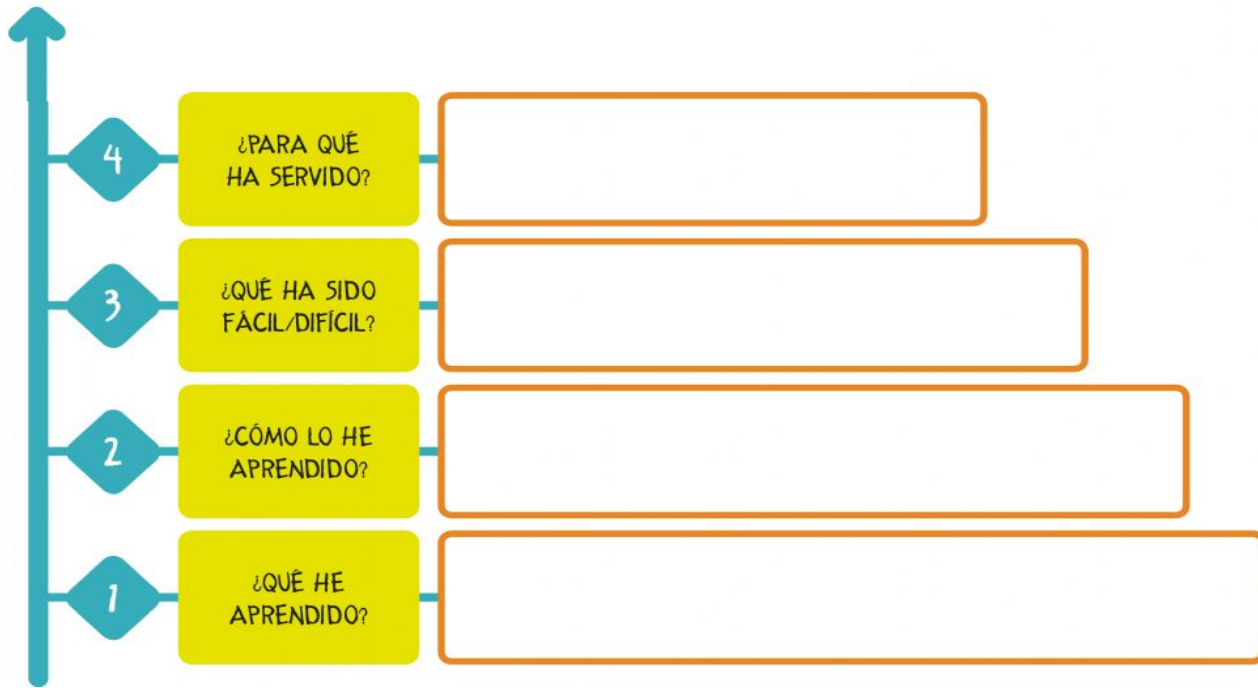 4
¿PARA QUÉ
HA SERVIDO?
3
¿QUÉ HA SIDO
FÁCIL/DIFÍCIL?
2
¿CÓMO LO HE
APRENDIDO?
1
¿QUÉ HE
APRENDIDO?